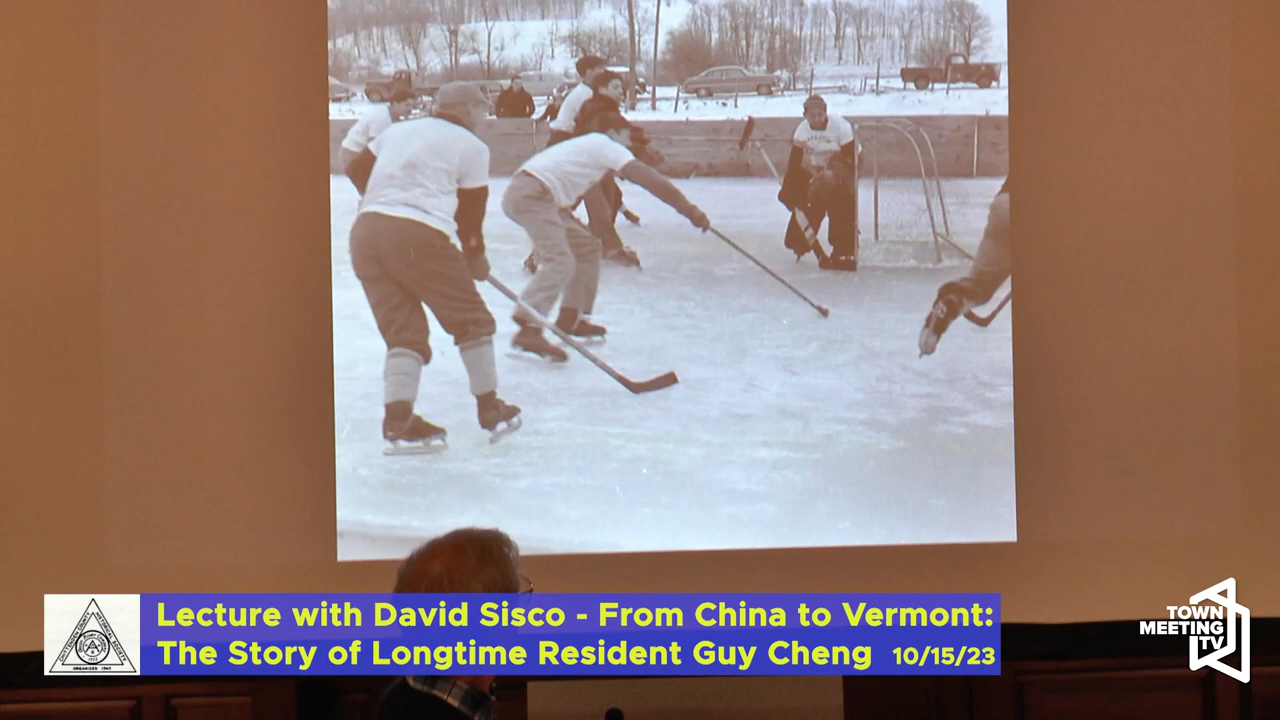 Lecture with David Sisco - From China to Vermont:
The Story of Longtime Resident Guy Cheng 10/15/23
TOWN
MEETING
TV